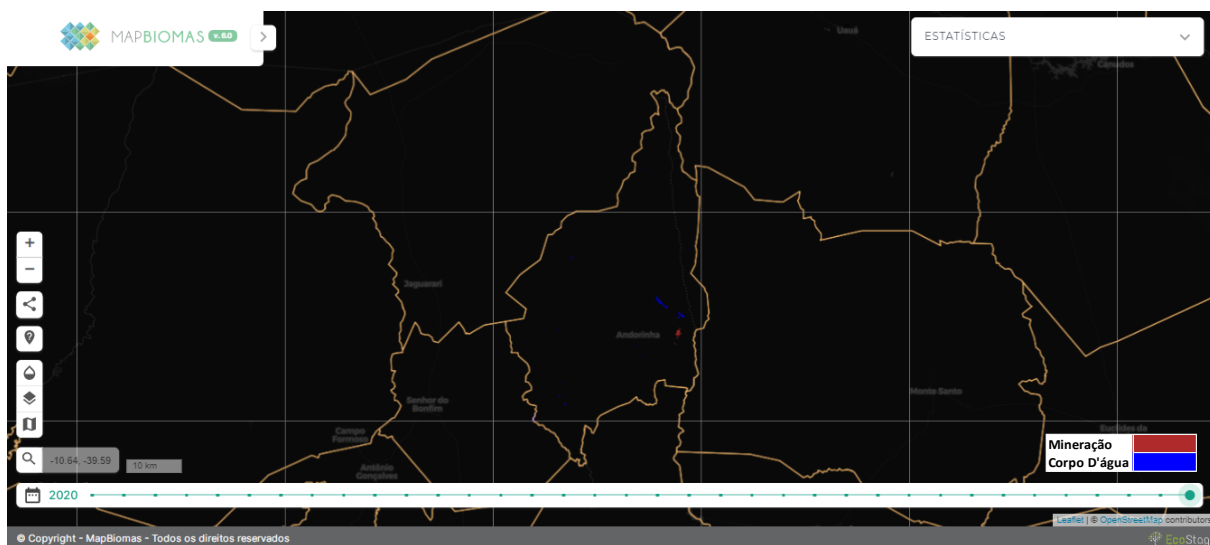 MAPBIOMAS v. 6.0
ESTATÍSTICAS
Uauá
Canudos
Jaguarari
Andorinha
Senhor do
Bonfim
Monte Santo
Campo
Formoso
Euclides da
Antônio
Gonçalves
Mineração
Corpo D'água
-10.64, -39.59
10 km
2020
Leaflet | © OpenStreetMap contributors
© Copyright - MapBiomas - Todos os direitos reservados
EcoStag